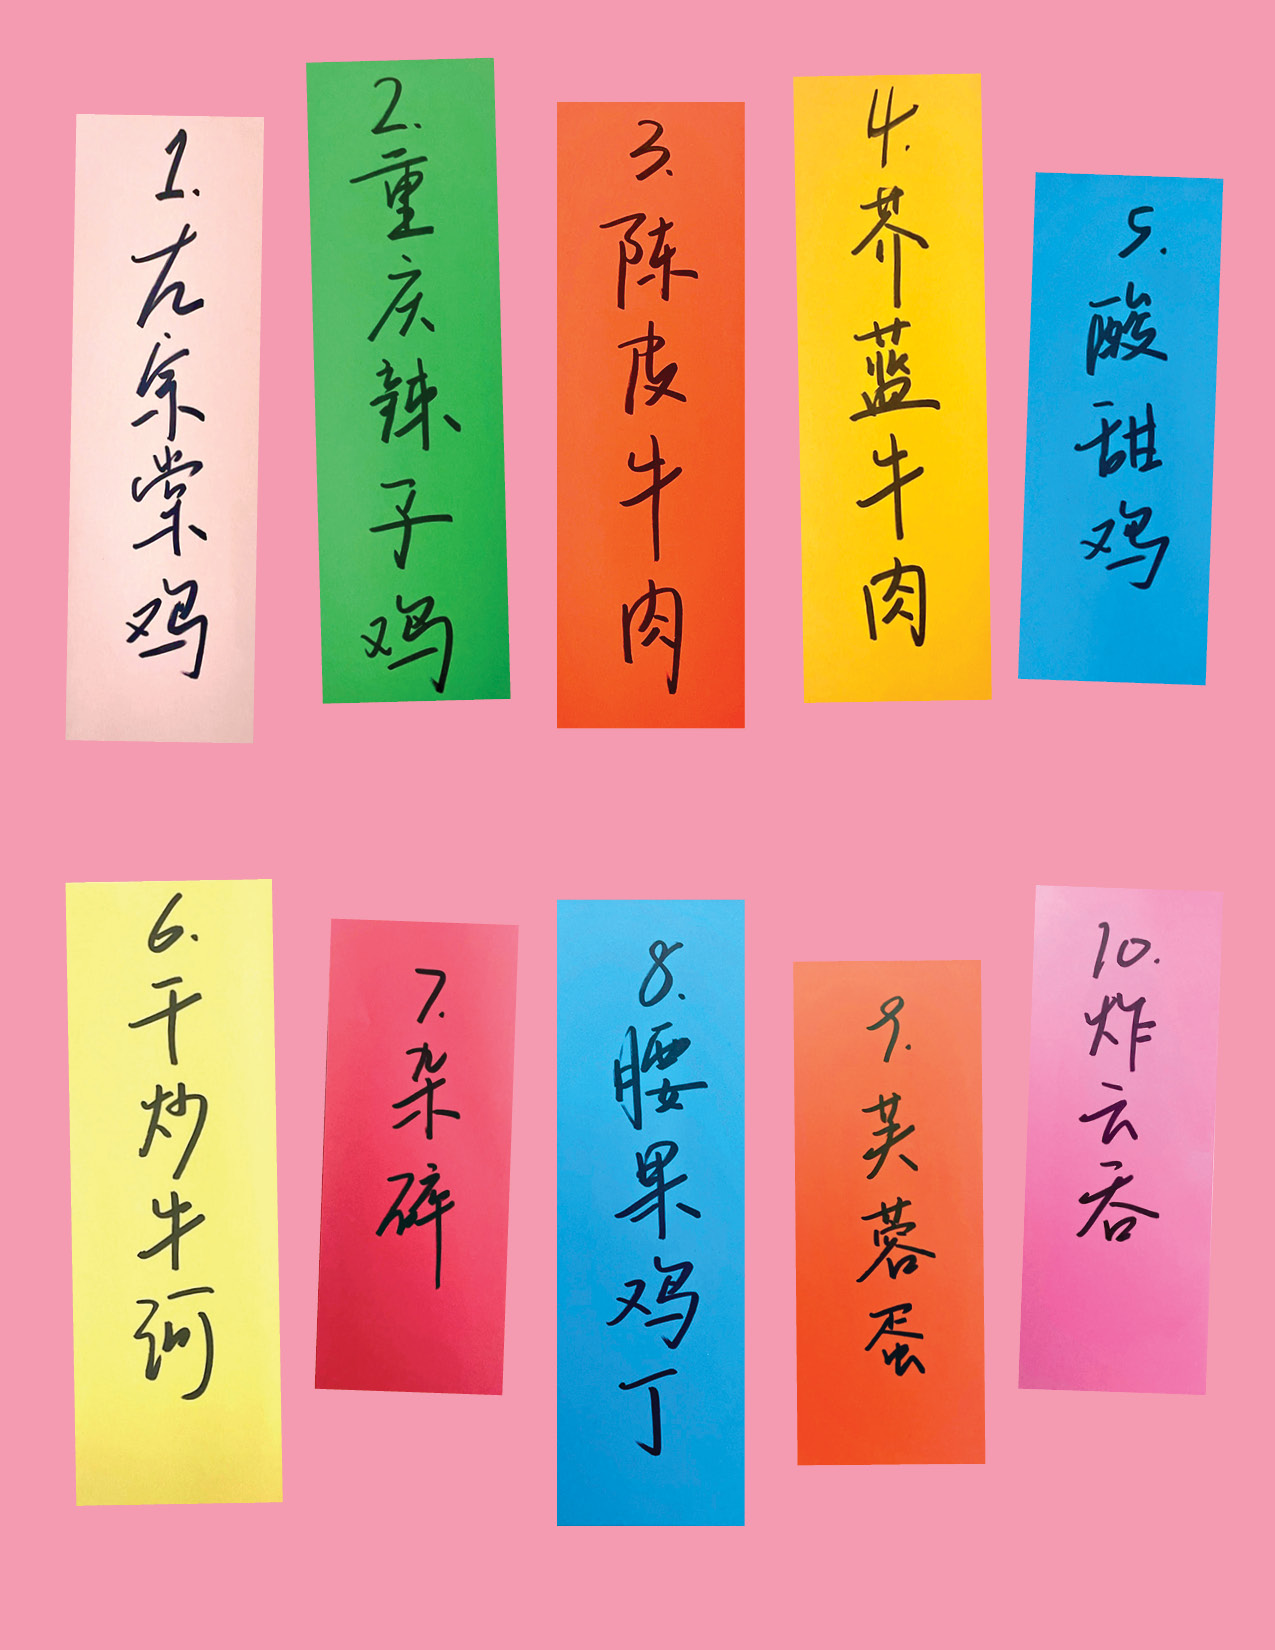 1. 左宗棠鸡
2. 重庆辣子鸡
3. 陈皮牛肉
4. 芥蓝牛肉
5. 酸甜鸡
6. 干炒牛河
7. 杂碎
8. 腰果鸡丁
9. 芙蓉蛋
10. 炸云吞